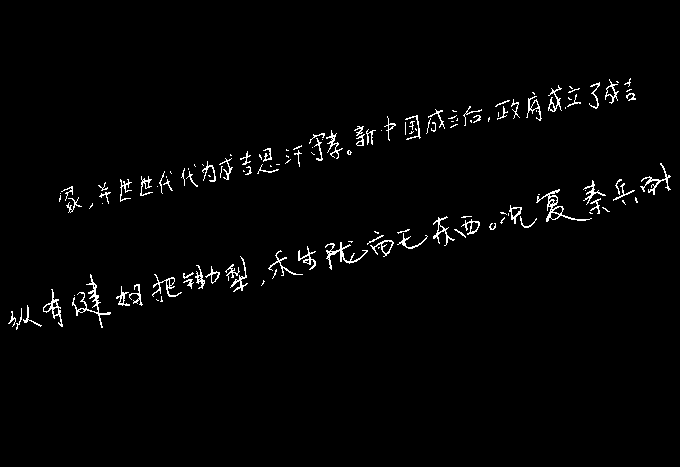 家,并世世代代为成吉思汗守孝。新中国成立后,政府成立了成吉
纵有健妇把锄犁,禾生陇亩无东西。况复秦兵耐